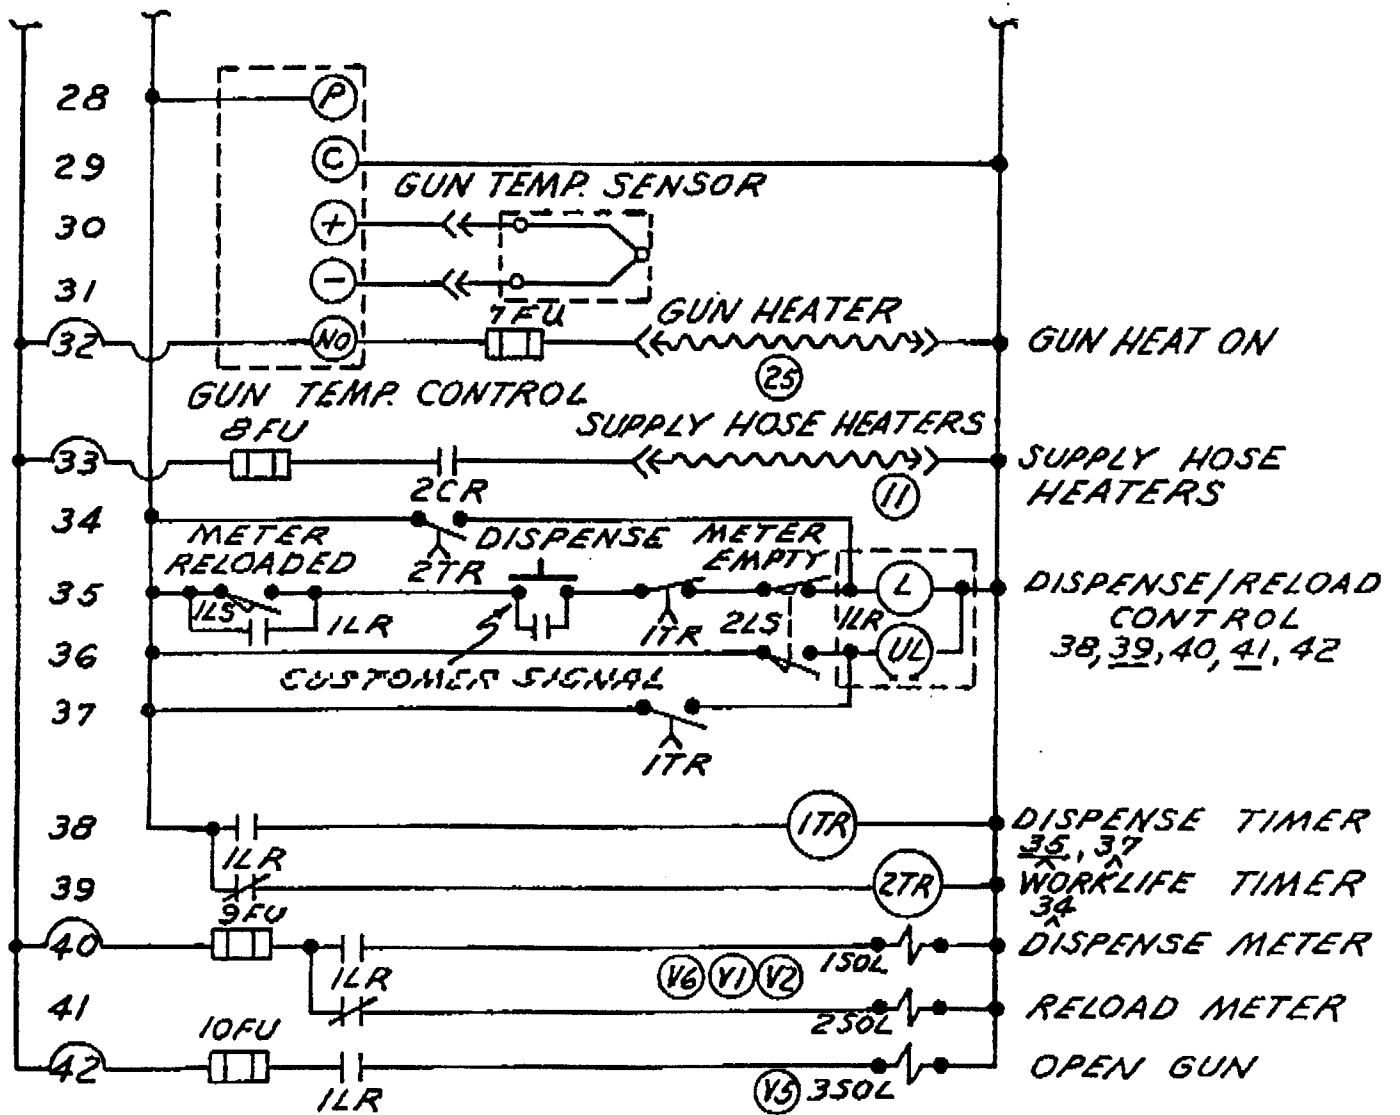 28
P
29
C
GUN TEMP. SENSOR
30
+
31
-
7FU
GUN HEATER
32
NO
GUN HEAT ON
25
GUN TEMP. CONTROL
8FU
SUPPLY HOSE HEATERS
33
SUPPLY HOSE
HEATERS
2CR
11
34
METER
RELOADED
2TR
DISPENSE
METER
EMPTY
35
1LS
1LR
1TR
2LS
1LR
L
DISPENSE/RELOAD
CONTROL
38, 39, 40, 41, 42
36
UL
CUSTOMER SIGNAL
37
1TR
38
1TR
DISPENSE TIMER
35, 37
1LR
39
2TR
WORKLIFE TIMER
34
9FU
40
1SOL
DISPENSE METER
1LR
V6 V1 V2
41
2SOL
RELOAD METER
10FU
42
OPEN GUN
1LR
V5 3SOL